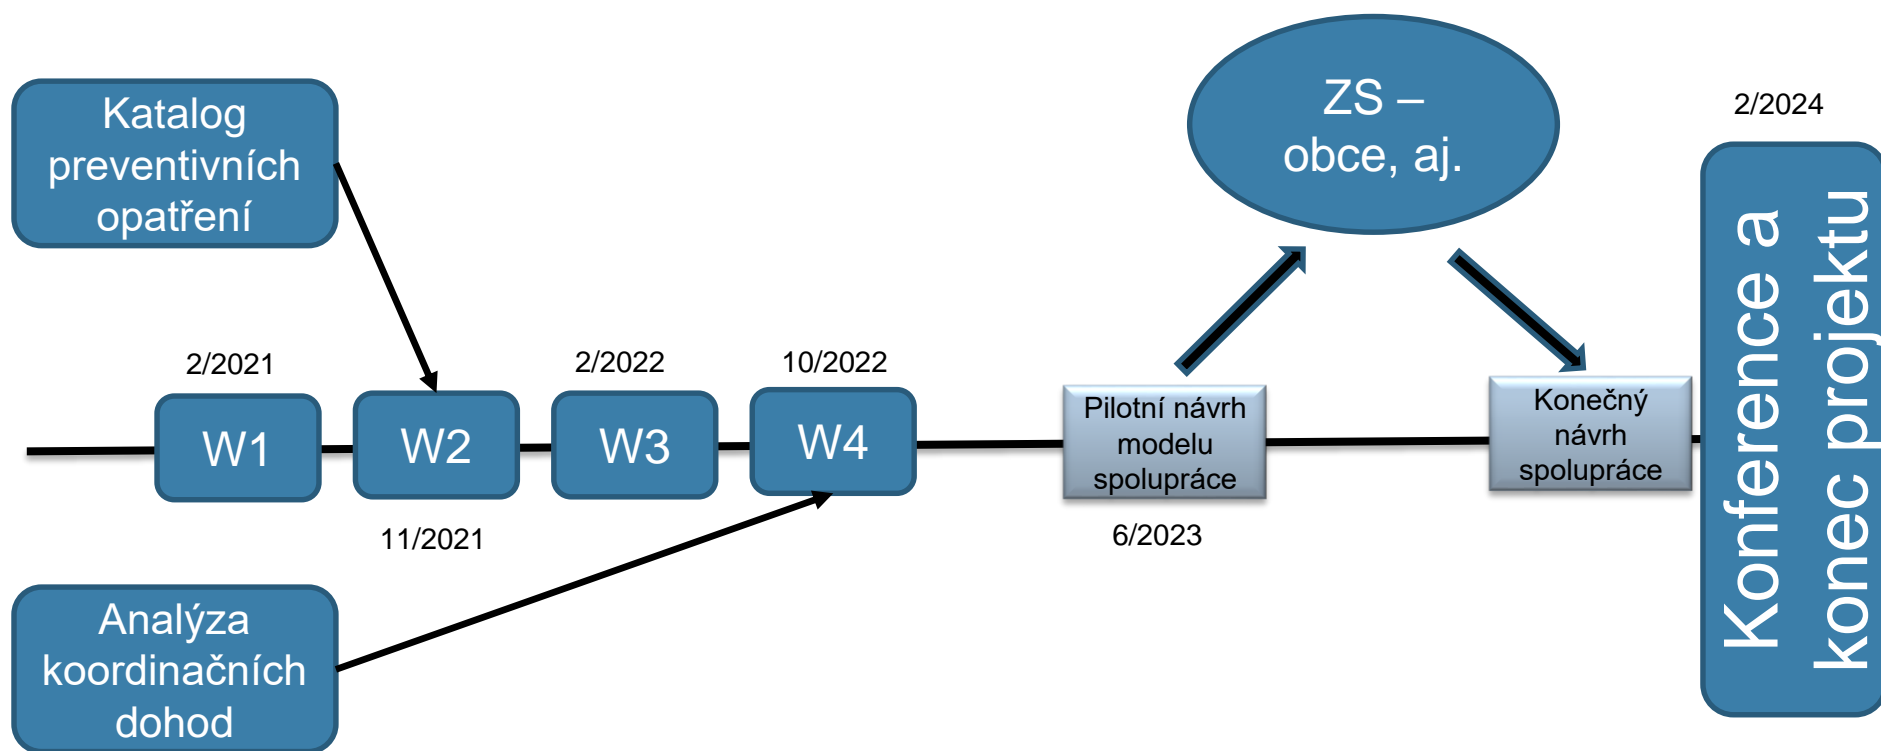 Katalog
preventivních
opatření
ZS –
obce, aj.
2/2024
2/2021
2/2022
10/2022
W1
W2
W3
W4
Pilotní návrh
modelu
spolupráce
Konečný
návrh
spolupráce
Konference a
konec projektu
11/2021
6/2023
Analýza
koordinačních
dohod